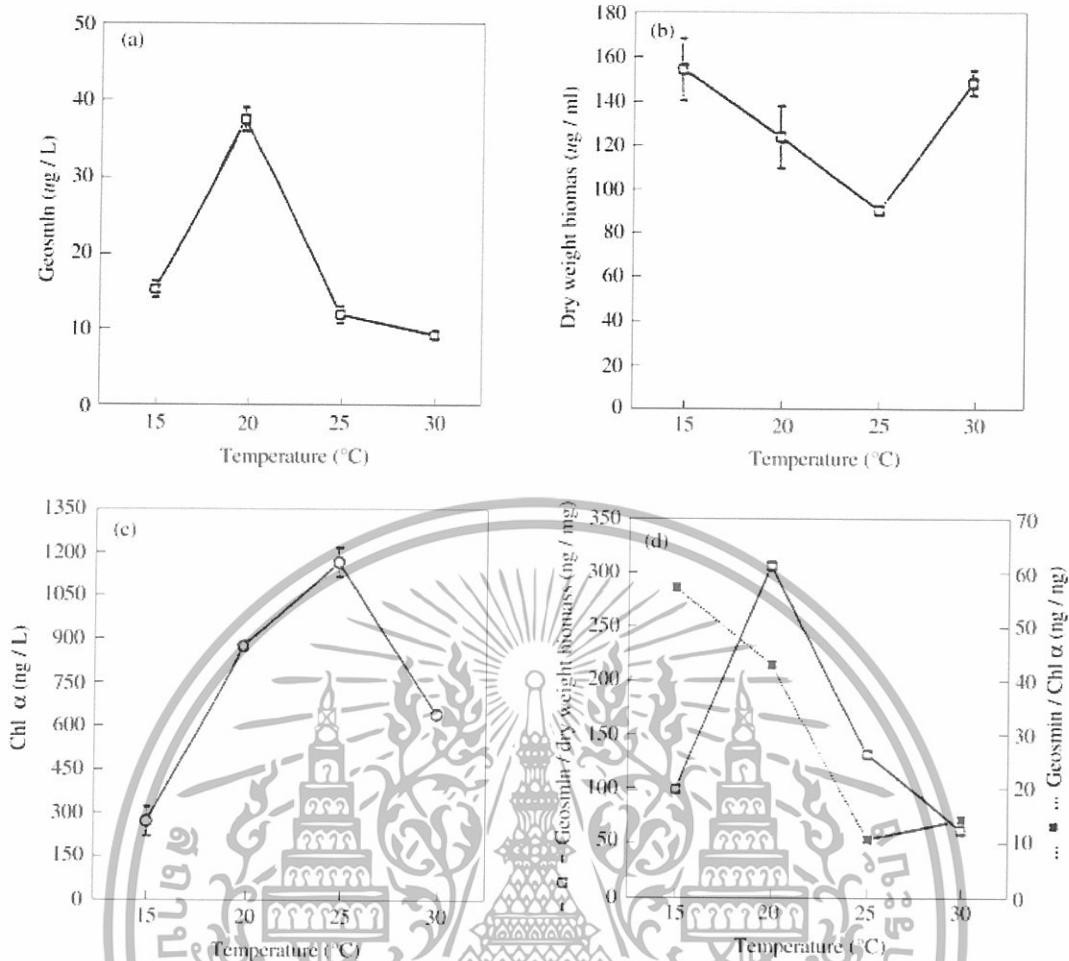 (a)
Geosmln (ug / L)
50
40
30
20
10
0
15 20 25 30
Temperature (°C)
(b)
Dry weight biomas (ug / ml)
180
160
140
120
100
80
60
40
20
0
15 20 25 30
Temperature (°C)
(c)
Chl α (ng / L)
1350
1200
1050
900
750
600
450
300
150
0
15 20 25 30
Temperature (°C)
(d)
Geosmln / dry weight biomass (ng / mg)
350
300
250
200
150
100
50
0
15 20 25 30
Temperature (°C)
70
60
50
40
30
20
10
0
... Geosmin / Chl α (ng / ng)